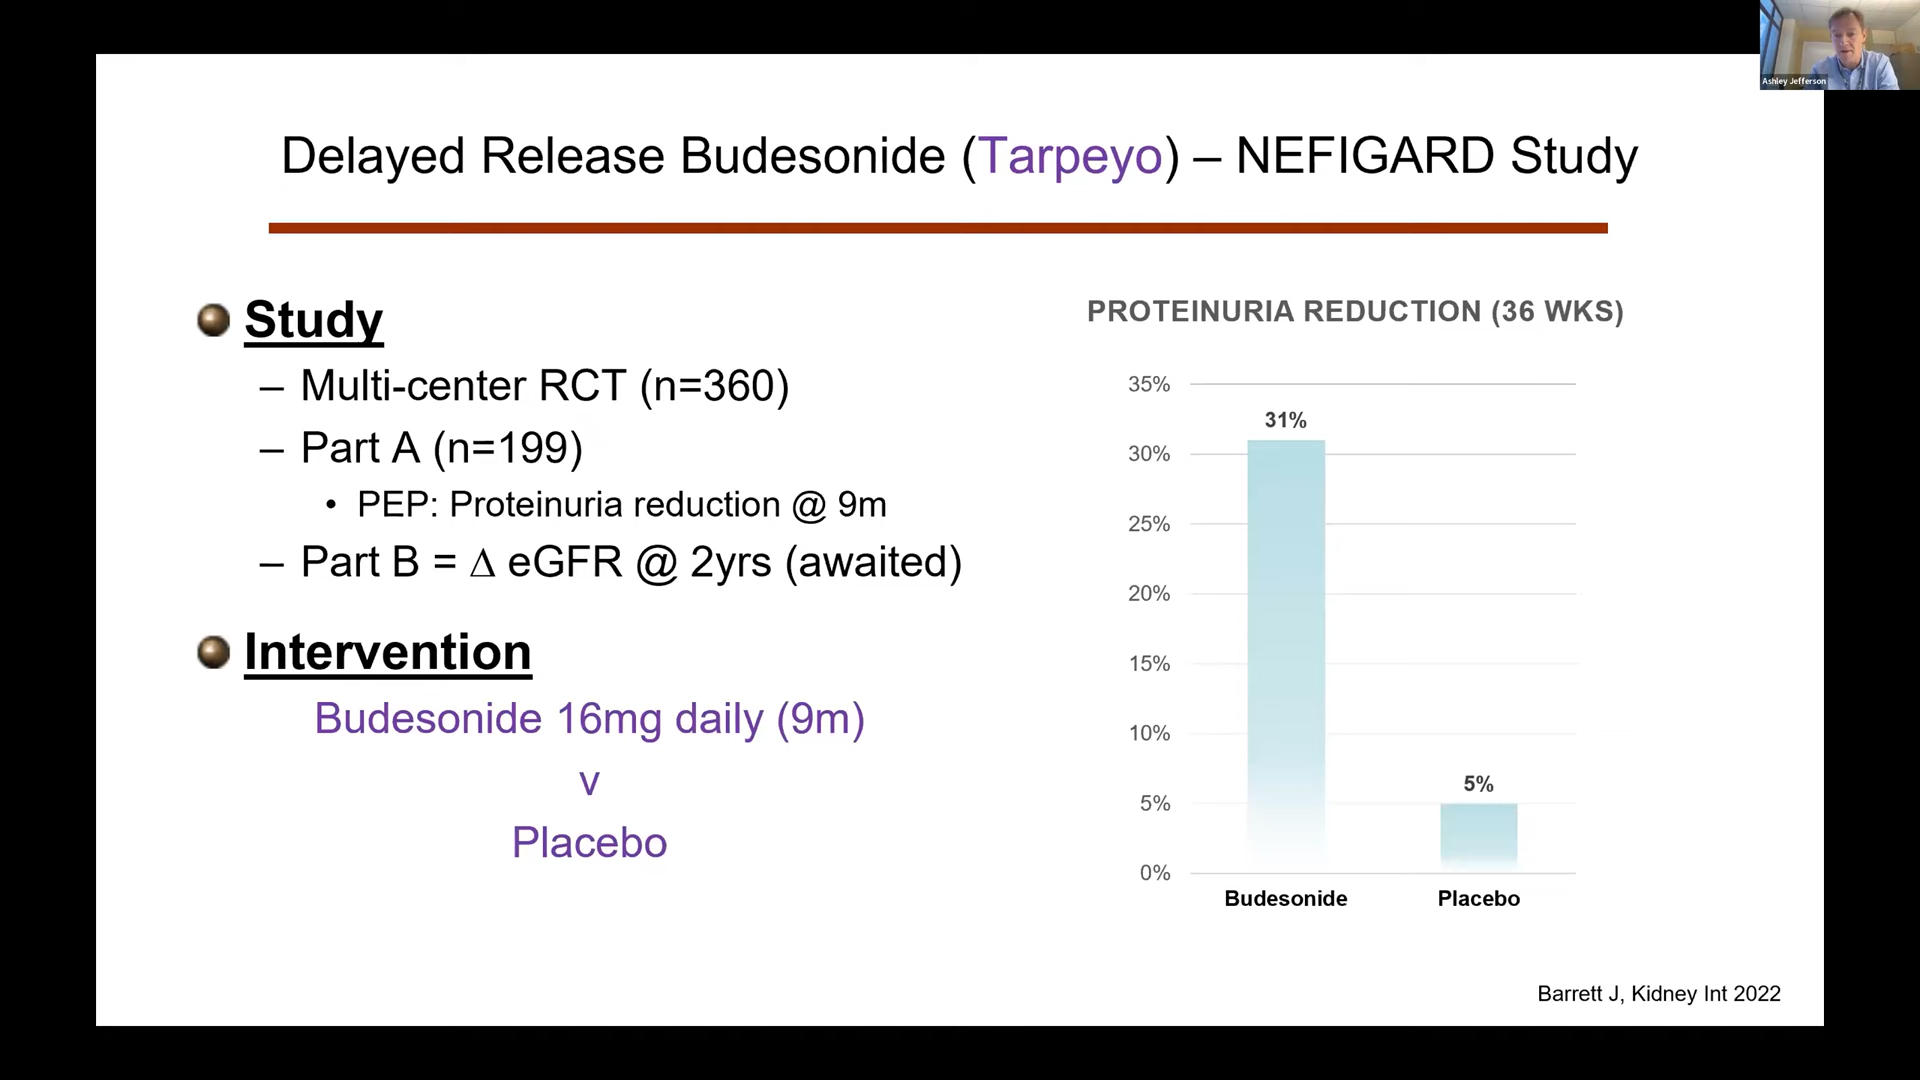 Ashley Jefferson
Delayed Release Budesonide (Tarpeyo) – NEFIGARD Study
Study
– Multi-center RCT (n=360)
– Part A (n=199)
• PEP: Proteinuria reduction @ 9m
– Part B = Δ eGFR @ 2yrs (awaited)
Intervention
Budesonide 16mg daily (9m)
v
Placebo
PROTEINURIA REDUCTION (36 WKS)
35%
31%
30%
25%
20%
15%
10%
5%
5%
0%
Budesonide Placebo
Barrett J, Kidney Int 2022